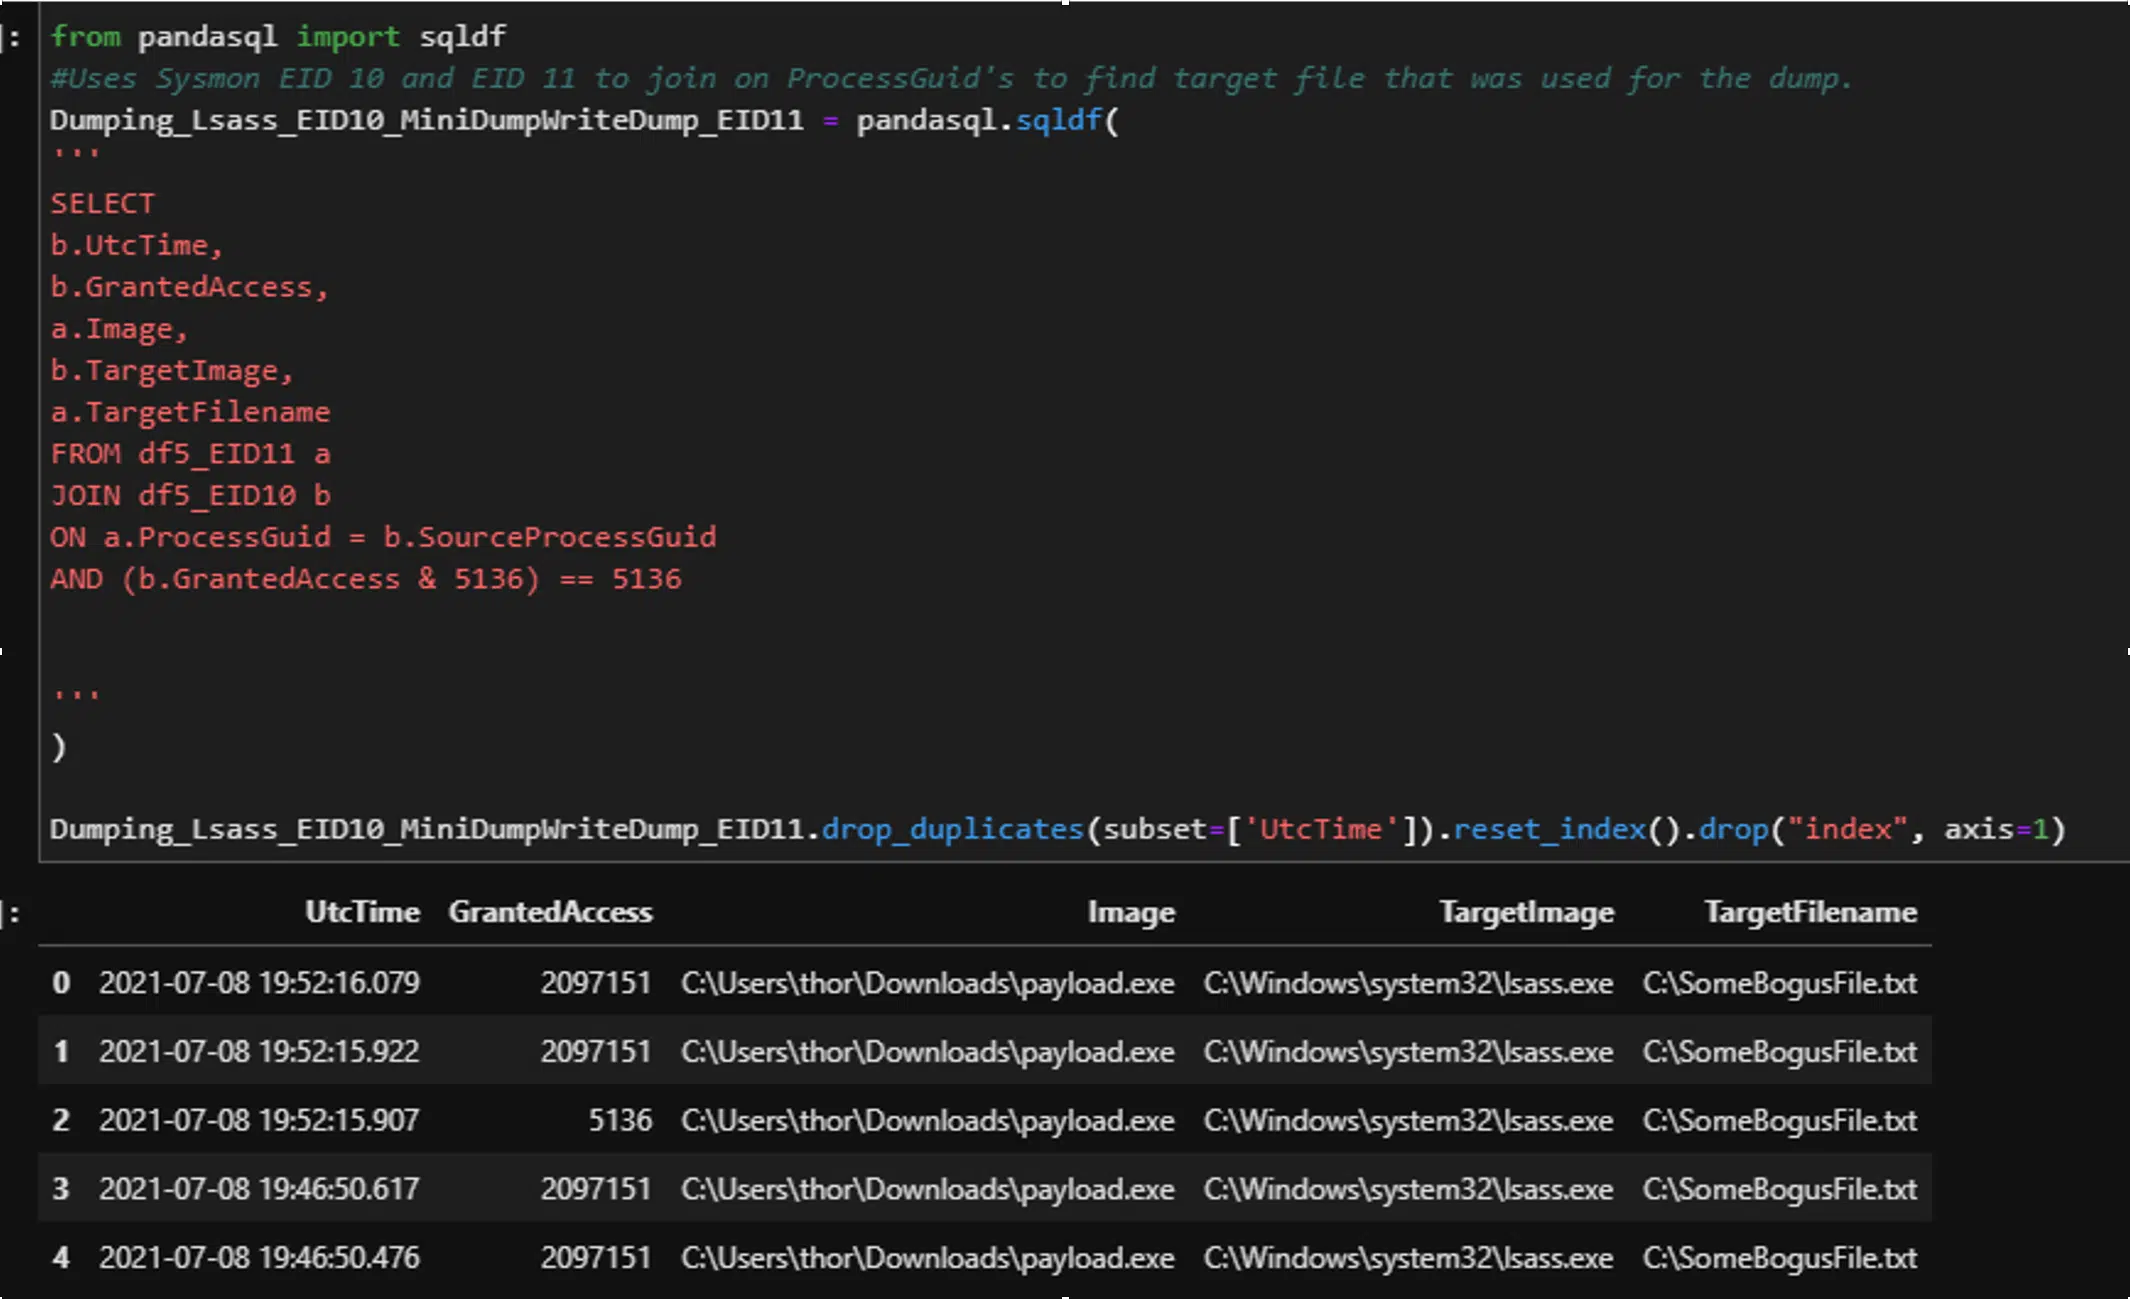 ]: from pandasql import sqldf
#Uses Sysmon EID 10 and EID 11 to join on ProcessGuid's to find target file that was used for the dump.
Dumping_Lsass_EID10_MiniDumpWriteDump_EID11 = pandasql.sqldf(
'''
SELECT
b.UtcTime,
b.GrantedAccess,
a.Image,
b.TargetImage,
a.TargetFilename
FROM df5_EID11 a
JOIN df5_EID10 b
ON a.ProcessGuid = b.SourceProcessGuid
AND (b.GrantedAccess & 5136) == 5136
'''
)
Dumping_Lsass_EID10_MiniDumpWriteDump_EID11.drop_duplicates(subset=['UtcTime']).reset_index().drop("index", axis=1)
]: UtcTime GrantedAccess Image TargetImage TargetFilename
0 2021-07-08 19:52:16.079 2097151 C:\Users\thor\Downloads\payload.exe C:\Windows\system32\lsass.exe C:\SomeBogusFile.txt
1 2021-07-08 19:52:15.922 2097151 C:\Users\thor\Downloads\payload.exe C:\Windows\system32\lsass.exe C:\SomeBogusFile.txt
2 2021-07-08 19:52:15.907 5136 C:\Users\thor\Downloads\payload.exe C:\Windows\system32\lsass.exe C:\SomeBogusFile.txt
3 2021-07-08 19:46:50.617 2097151 C:\Users\thor\Downloads\payload.exe C:\Windows\system32\lsass.exe C:\SomeBogusFile.txt
4 2021-07-08 19:46:50.476 2097151 C:\Users\thor\Downloads\payload.exe C:\Windows\system32\lsass.exe C:\SomeBogusFile.txt